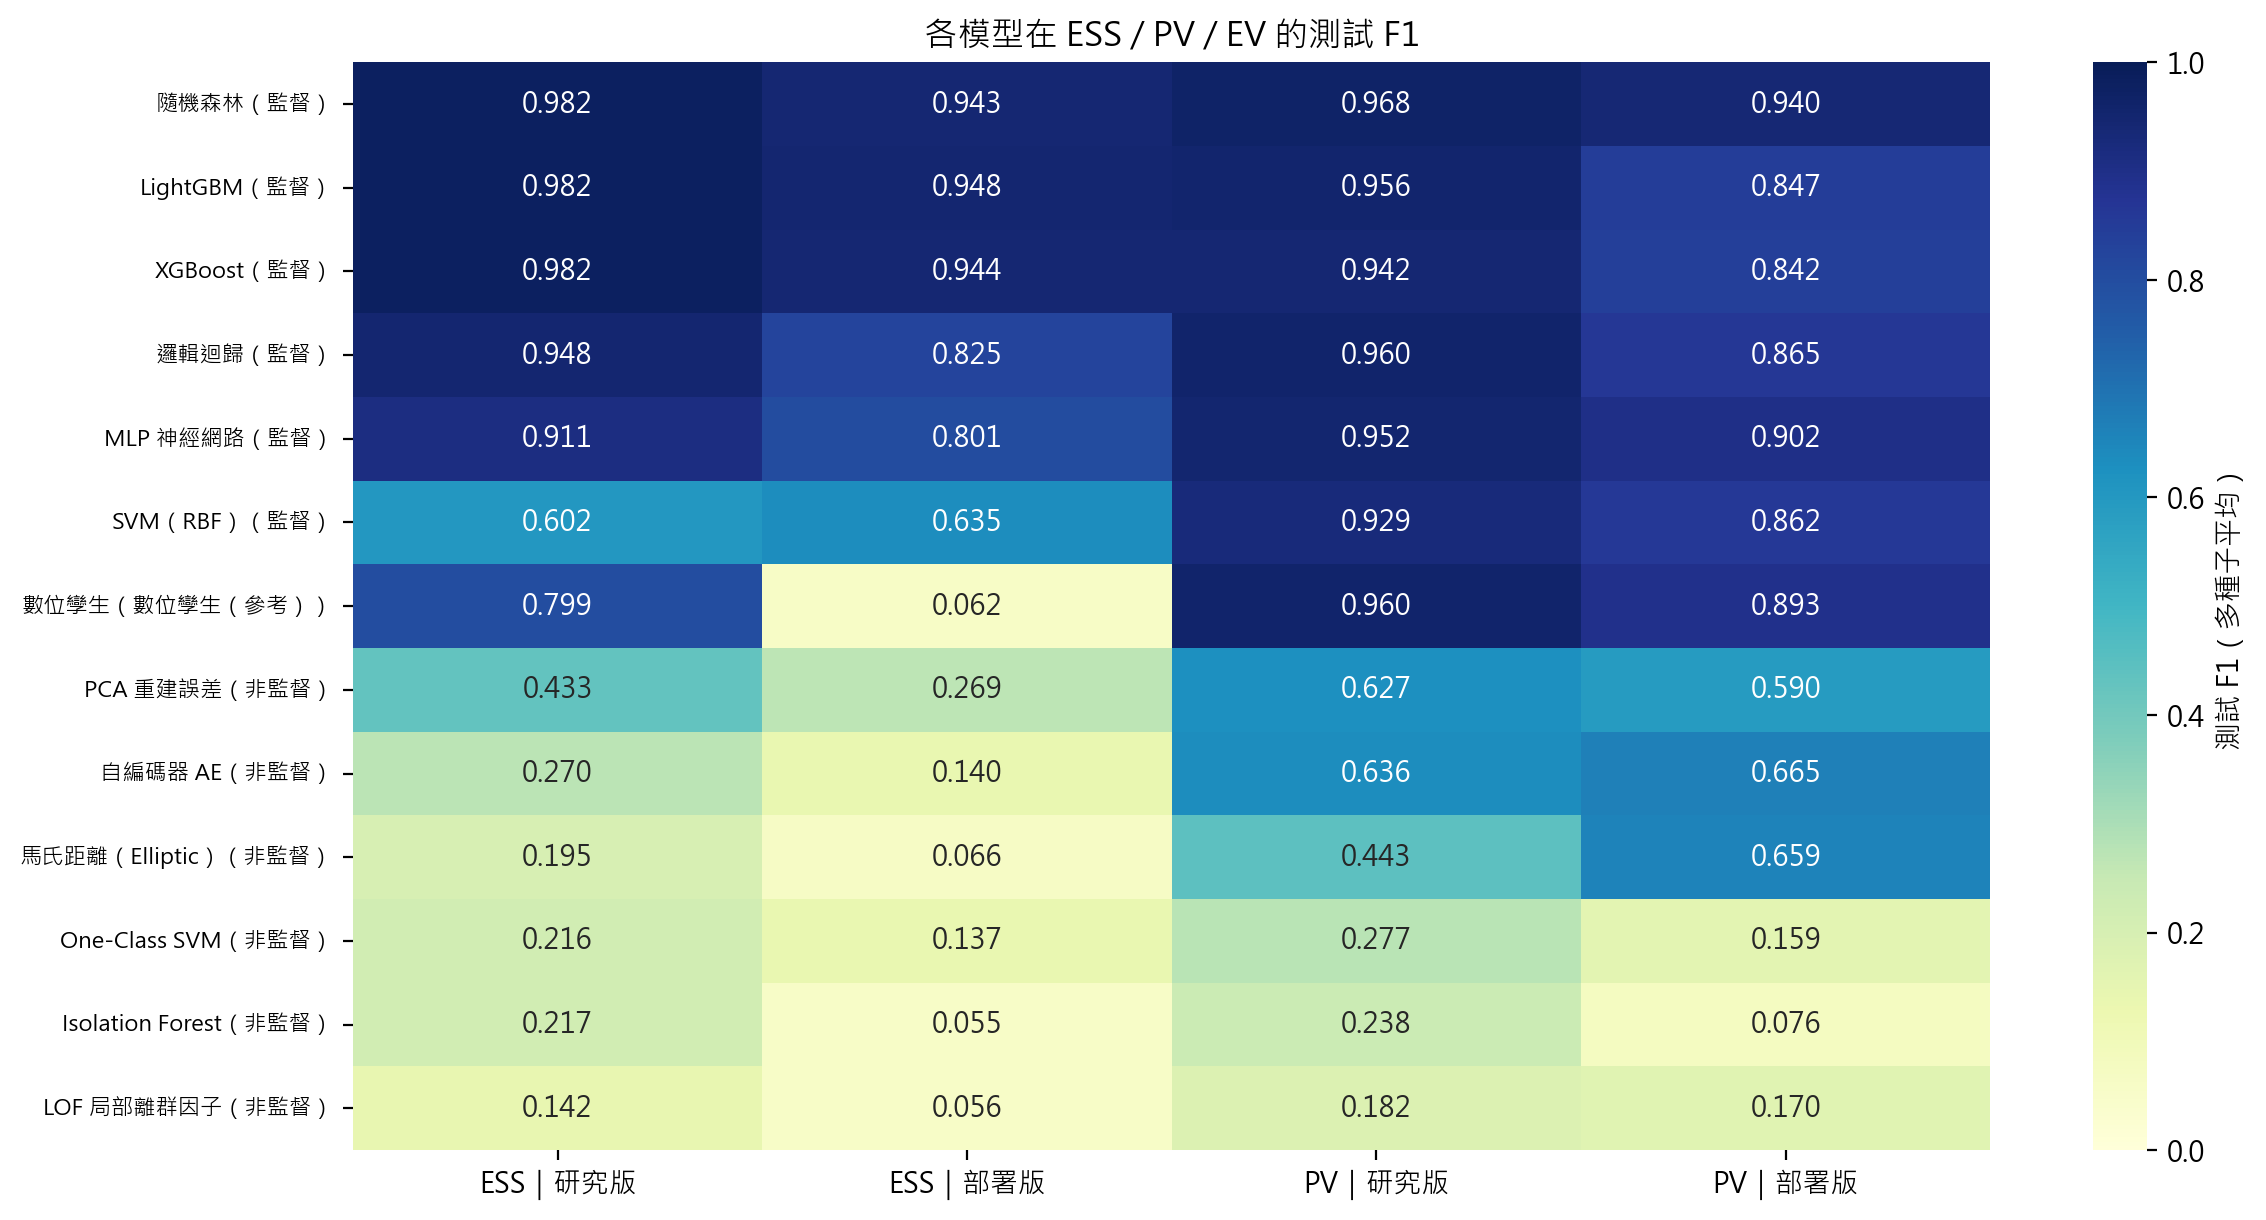 各模型在 ESS / PV / EV 的測試 F1
隨機森林（監督） 0.982 0.943 0.968 0.940
LightGBM（監督） 0.982 0.948 0.956 0.847
XGBoost（監督） 0.982 0.944 0.942 0.842
邏輯迴歸（監督） 0.948 0.825 0.960 0.865
MLP 神經網路（監督） 0.911 0.801 0.952 0.902
SVM（RBF）（監督） 0.602 0.635 0.929 0.862
數位孿生（數位孿生（參考）） 0.799 0.062 0.960 0.893
PCA 重建誤差（非監督） 0.433 0.269 0.627 0.590
自編碼器 AE（非監督） 0.270 0.140 0.636 0.665
馬氏距離（Elliptic）（非監督） 0.195 0.066 0.443 0.659
One-Class SVM（非監督） 0.216 0.137 0.277 0.159
Isolation Forest（非監督） 0.217 0.055 0.238 0.076
LOF 局部離群因子（非監督） 0.142 0.056 0.182 0.170
ESS | 研究版 ESS | 部署版 PV | 研究版 PV | 部署版
1.0
0.8
0.6
0.4
0.2
0.0
測試 F1（多種子平均）